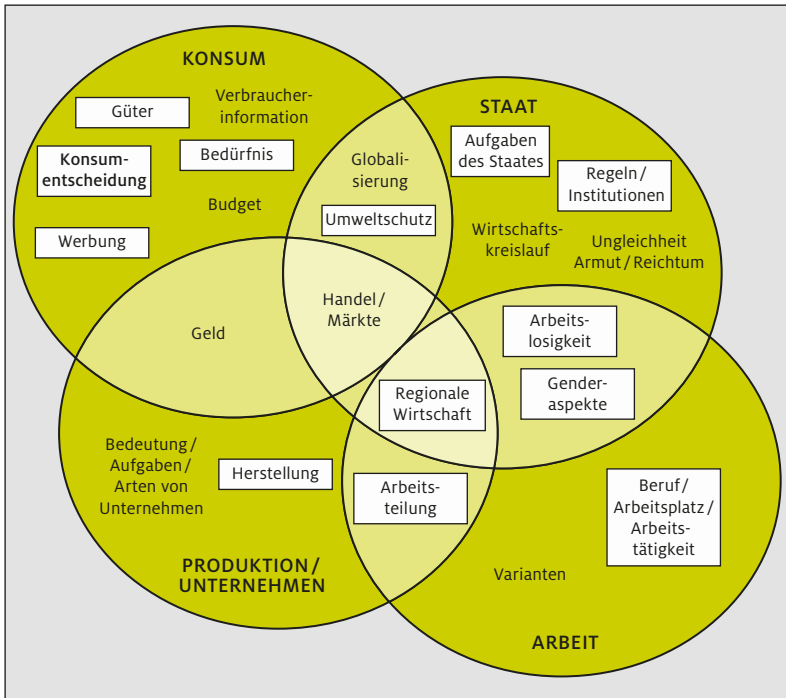 KONSUM
Güter
Verbraucher-
information
Konsum-
entscheidung
Bedürfnis
Budget
Werbung
Globali-
sierung
Umweltschutz
STAAT
Aufgaben
des Staates
Regeln /
Institutionen
Wirtschafts-
kreislauf
Ungleichheit
Armut / Reichtum
Geld
Handel /
Märkte
Arbeits-
losigkeit
Gender-
aspekte
Regionale
Wirtschaft
Bedeutung /
Aufgaben /
Arten von
Unternehmen
Herstellung
Arbeits-
teilung
PRODUKTION /
UNTERNEHMEN
Beruf /
Arbeitsplatz /
Arbeits-
tätigkeit
Varianten
ARBEIT